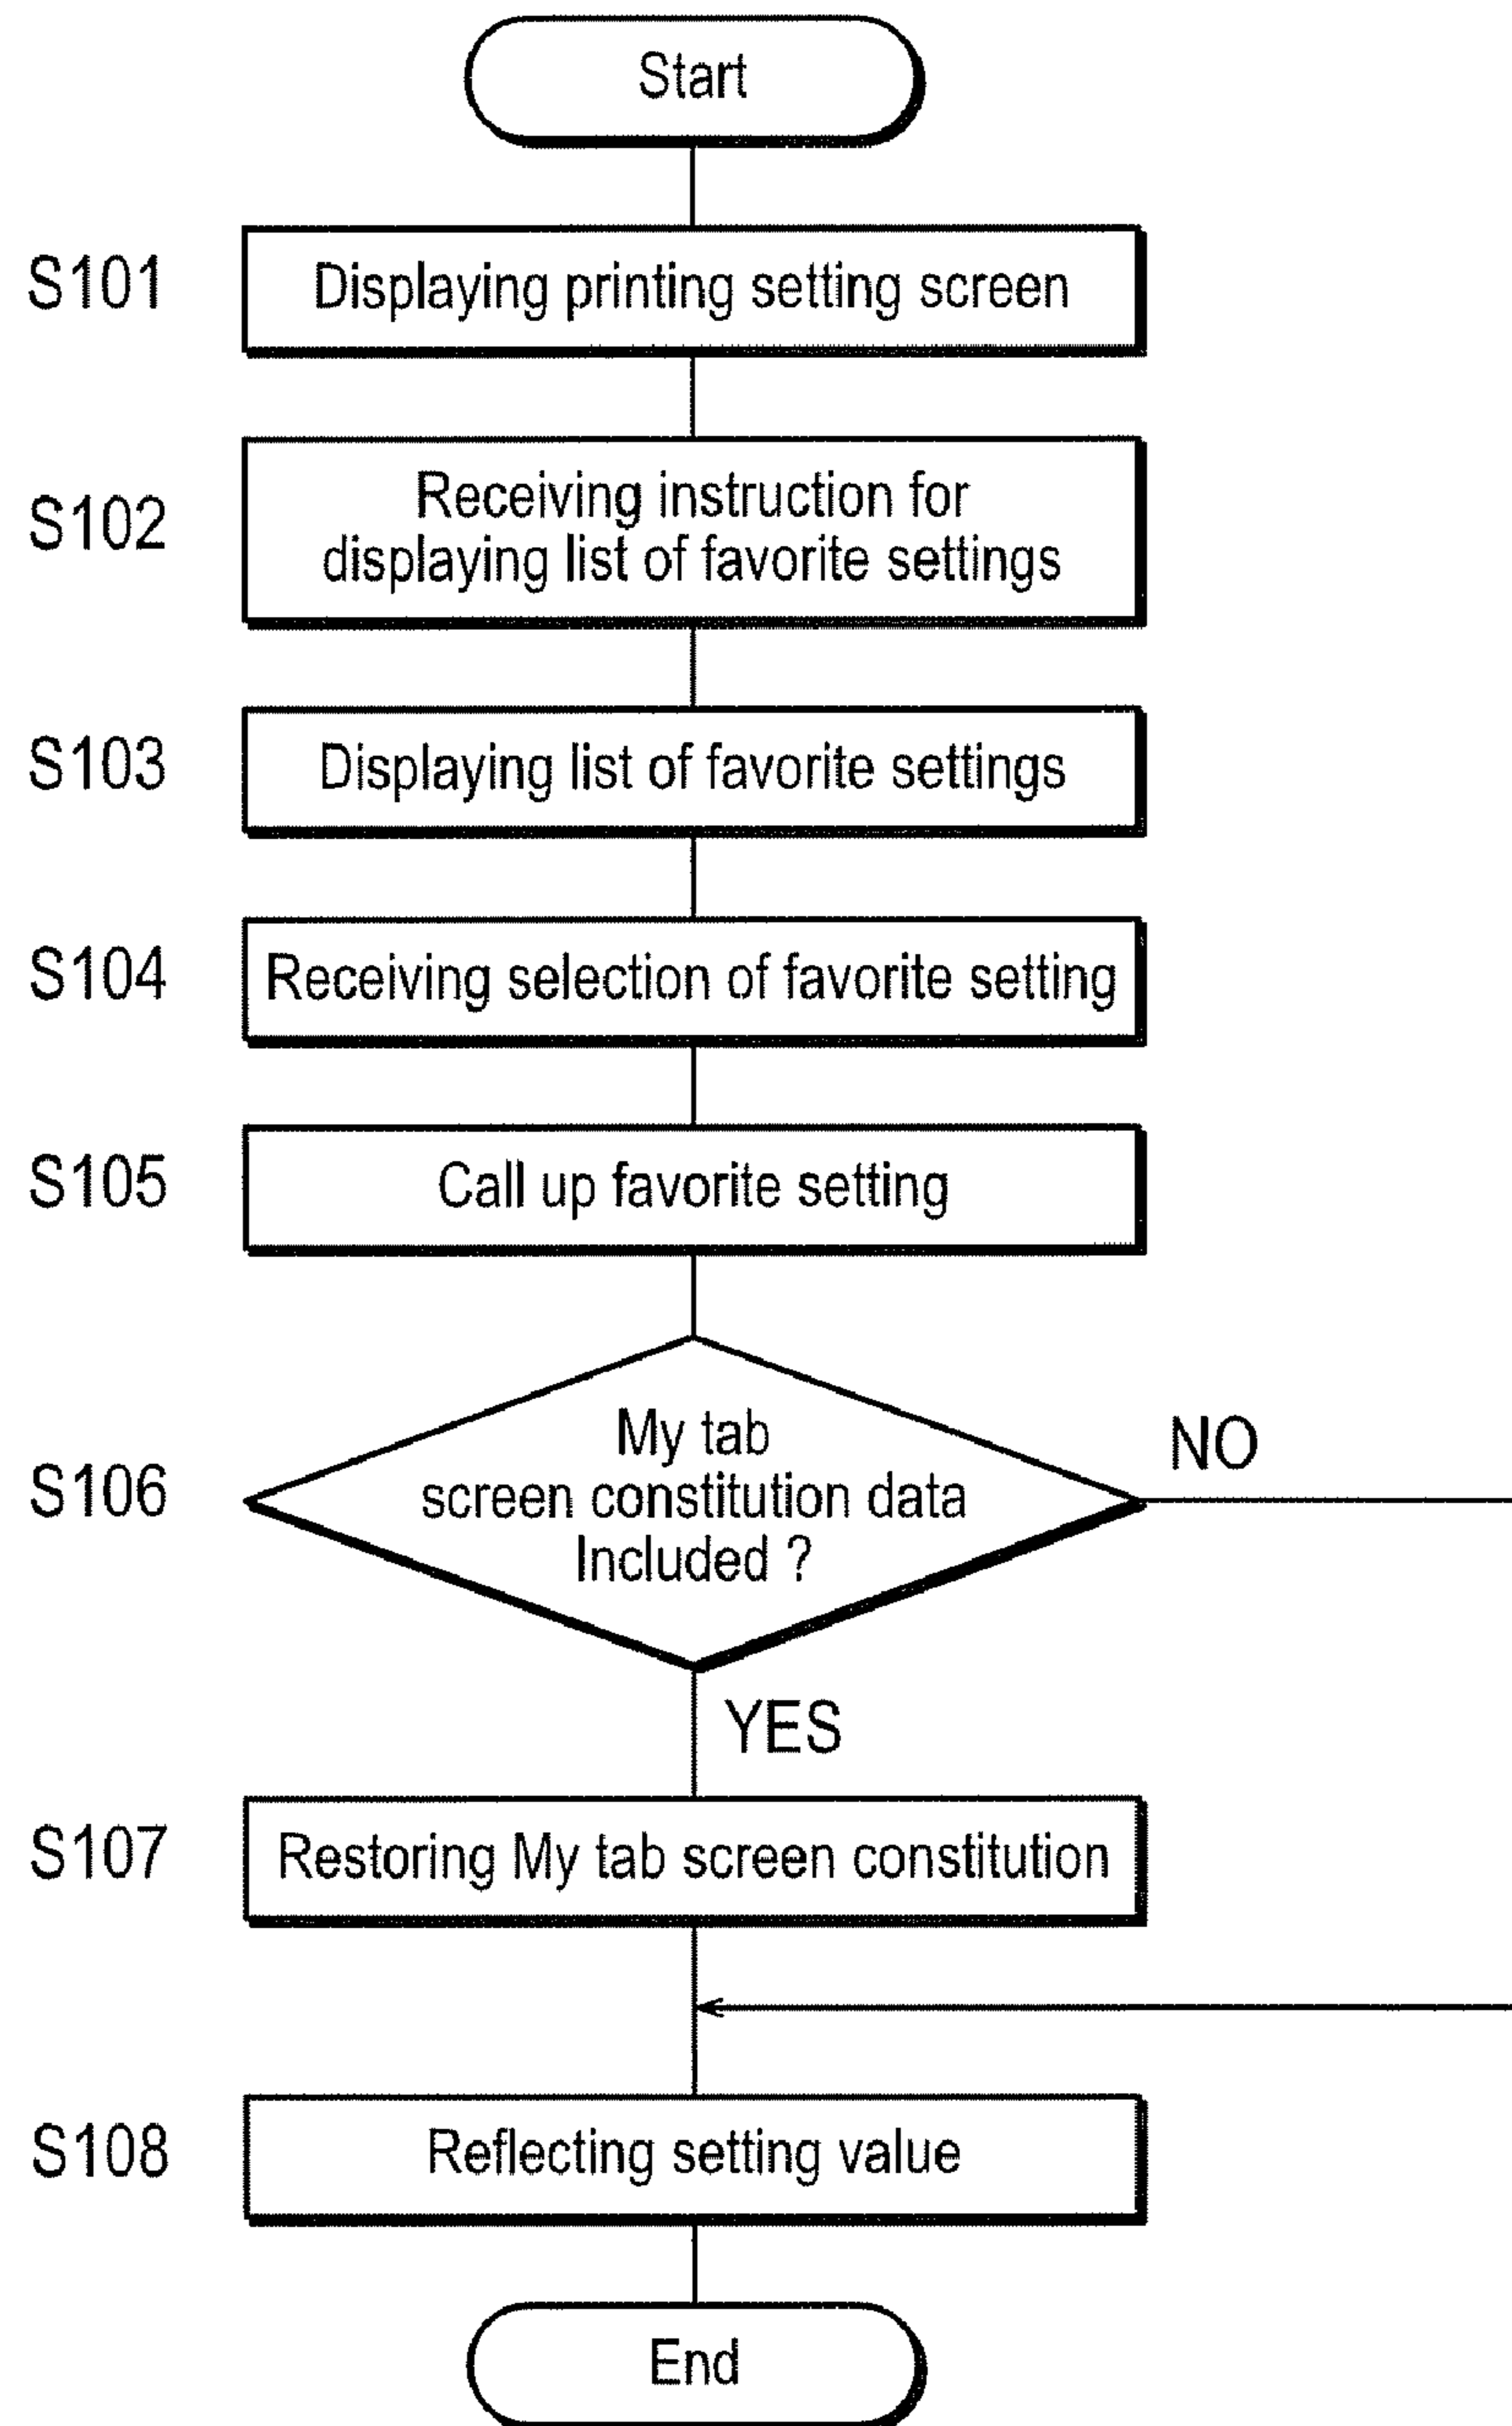 Start
S101
Displaying printing setting screen
S102
Receiving instruction for
displaying list of favorite settings
S103
Displaying list of favorite settings
S104
Receiving selection of favorite setting
S105
Call up favorite setting
S106
My tab
screen constitution data
Included ?
NO
YES
S107
Restoring My tab screen constitution
S108
Reflecting setting value
End